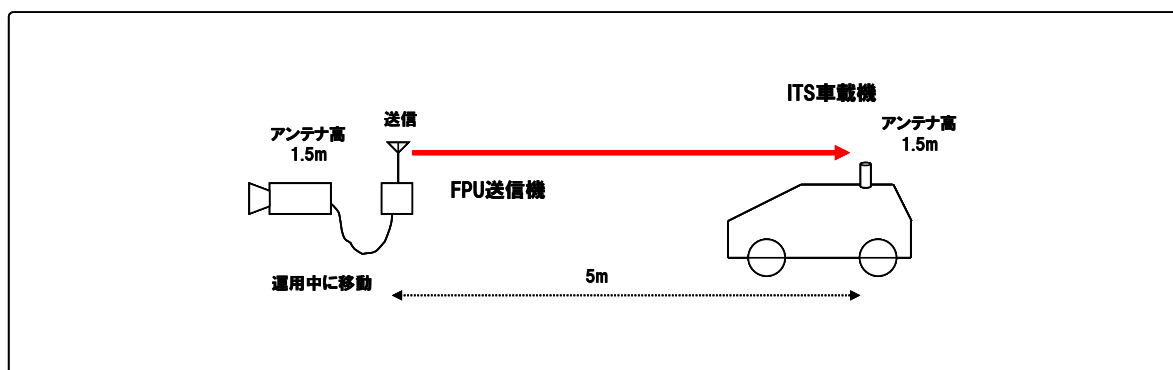 ITS車載機
送信
アンテナ高
1.5m
アンテナ高
1.5m
FPU送信機
運用中に移動
5m